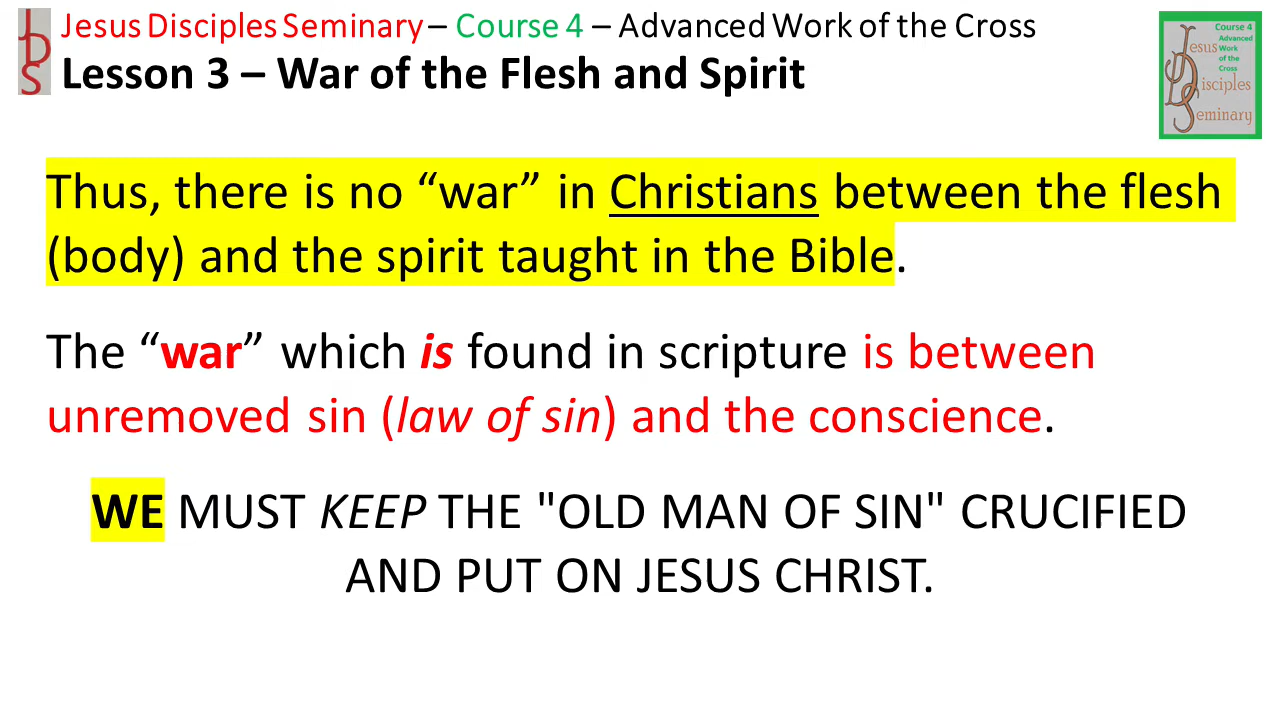 JDS
Jesus Disciples Seminary – Course 4 – Advanced Work of the Cross
Lesson 3 – War of the Flesh and Spirit
Course 4
Advanced
Work
of the
Cross
Jesus
Disciples
Seminary
Thus, there is no “war” in Christians between the flesh
(body) and the spirit taught in the Bible.
The “war” which is found in scripture is between
unremoved sin (law of sin) and the conscience.
WE MUST KEEP THE "OLD MAN OF SIN" CRUCIFIED
AND PUT ON JESUS CHRIST.